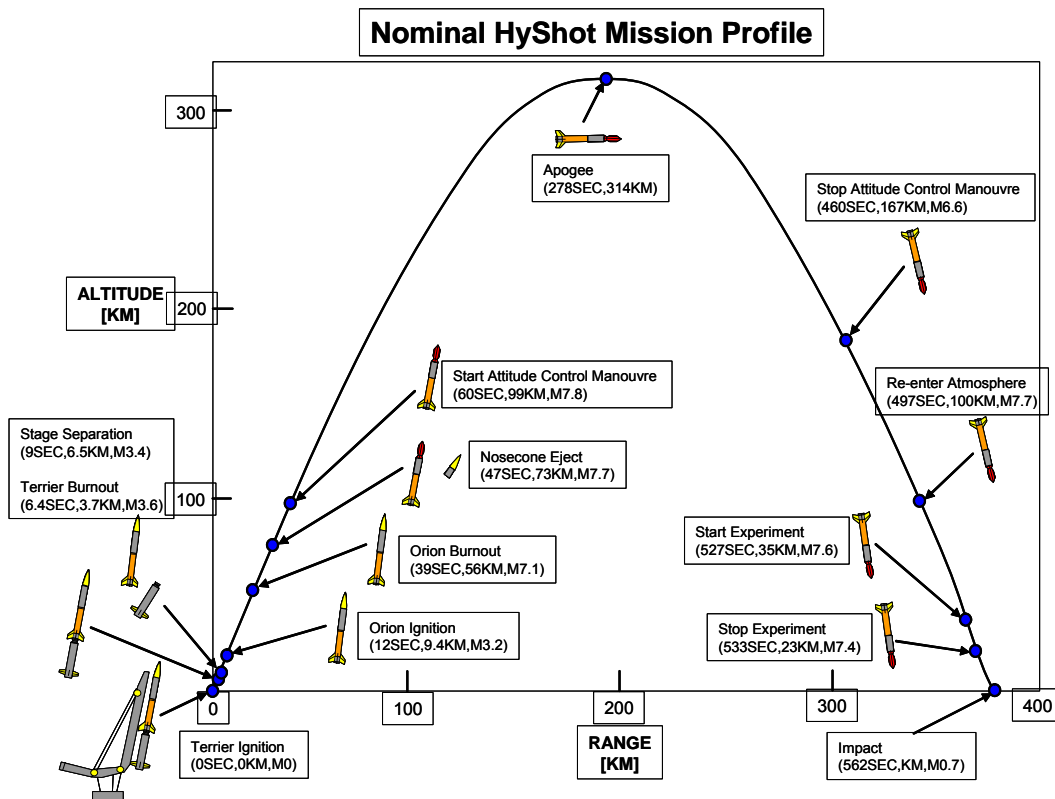 Nominal HyShot Mission Profile
300
Apogee
(278SEC,314KM)
Stop Attitude Control Manouvre
(460SEC,167KM,M6.6)
ALTITUDE
[KM]
200
Start Attitude Control Manouvre
(60SEC,99KM,M7.8)
Re-enter Atmosphere
(497SEC,100KM,M7.7)
Stage Separation
(9SEC,6.5KM,M3.4)
Terrier Burnout
(6.4SEC,3.7KM,M3.6)
Nosecone Eject
(47SEC,73KM,M7.7)
100
Start Experiment
(527SEC,35KM,M7.6)
Orion Burnout
(39SEC,56KM,M7.1)
Orion Ignition
(12SEC,9.4KM,M3.2)
Stop Experiment
(533SEC,23KM,M7.4)
0
100
200
300
400
Terrier Ignition
(0SEC,0KM,M0)
RANGE
[KM]
Impact
(562SEC,KM,M0.7)